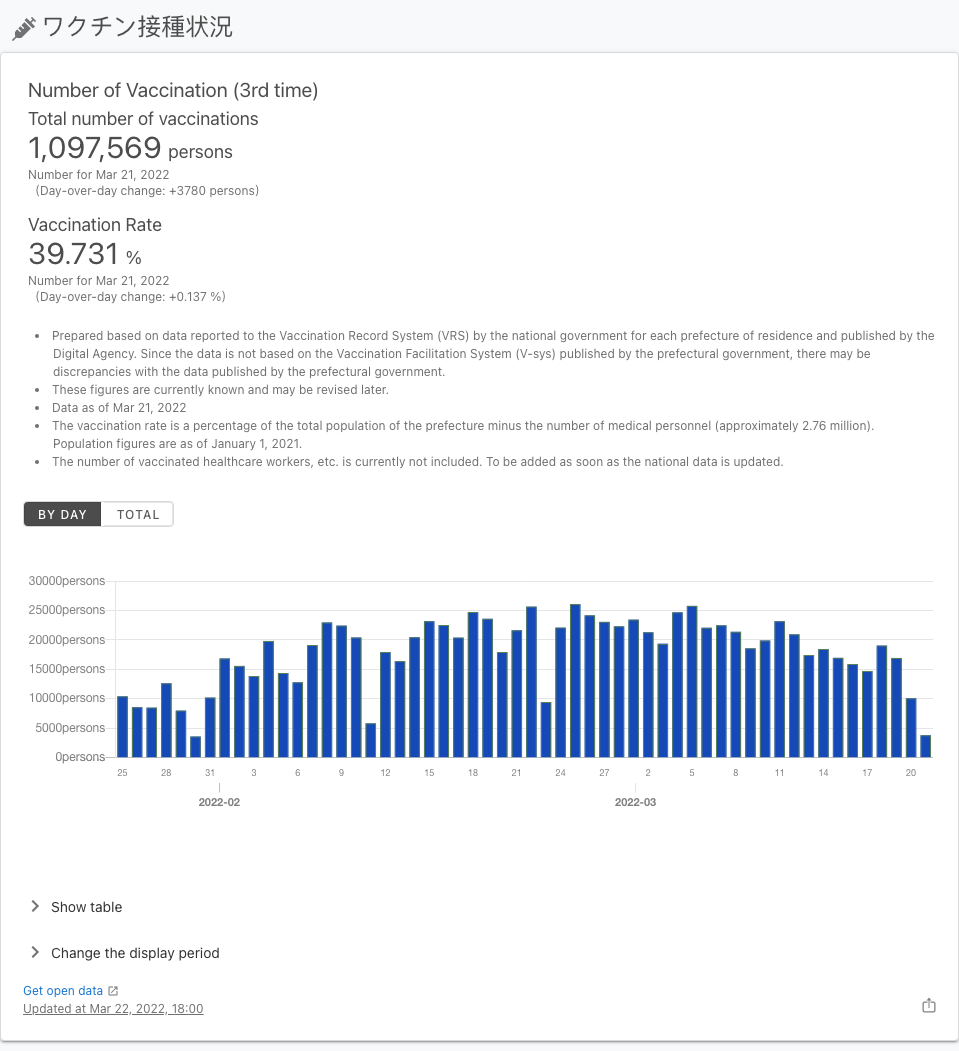 ワクチン接種状況
Number of Vaccination (3rd time)
Total number of vaccinations
1,097,569 persons
Number for Mar 21, 2022
(Day-over-day change: +3780 persons)
Vaccination Rate
39.731 %
Number for Mar 21, 2022
(Day-over-day change: +0.137 %)
• Prepared based on data reported to the Vaccination Record System (VRS) by the national government for each prefecture of residence and published by the
Digital Agency. Since the data is not based on the Vaccination Facilitation System (V-sys) published by the prefectural government, there may be
discrepancies with the data published by the prefectural government.
• These figures are currently known and may be revised later.
• Data as of Mar 21, 2022
• The vaccination rate is a percentage of the total population of the prefecture minus the number of medical personnel (approximately 2.76 million).
Population figures are as of January 1, 2021.
• The number of vaccinated healthcare workers, etc. is currently not included. To be added as soon as the national data is updated.
BY DAY TOTAL
30000persons
25000persons
20000persons
15000persons
10000persons
5000persons
0persons
25 28 31 3 6 9 12 15 18 21 24 27 2 5 8 11 14 17 20
2022-02 2022-03
Show table
Change the display period
Get open data
Updated at Mar 22, 2022, 18:00